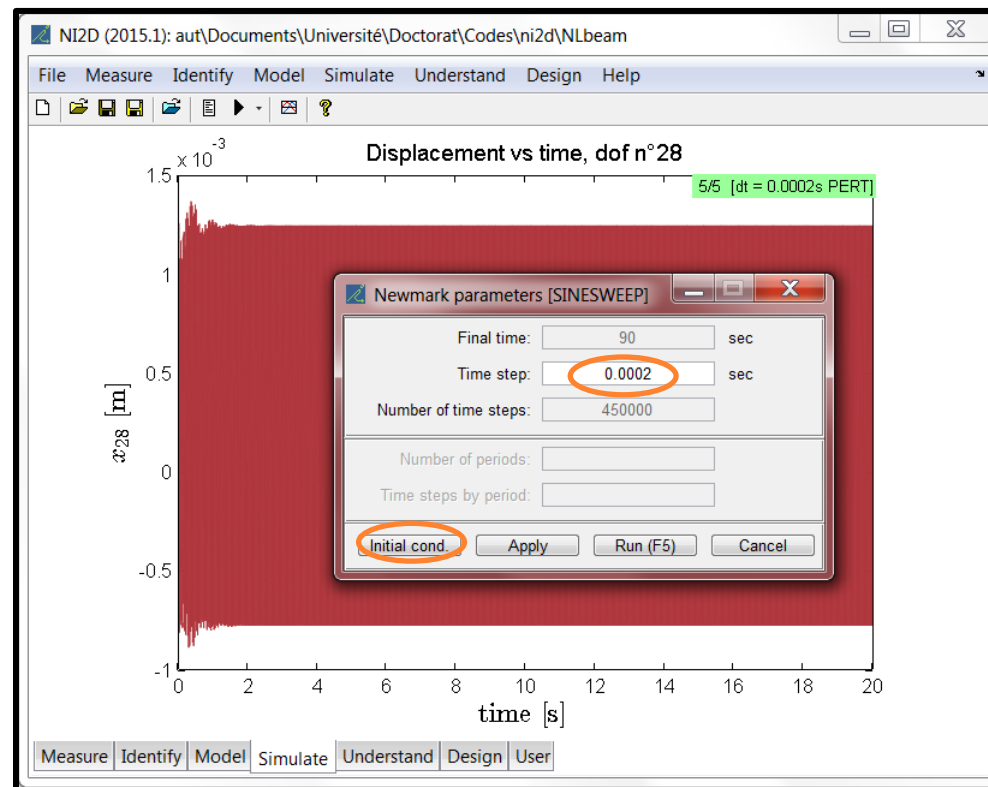 NI2D (2015.1): aut\Documents\Université\Doctorat\Codes\ni2d\NLbeam
File Measure Identify Model Simulate Understand Design Help
Displacement vs time, dof n°28
x 10^-3
5/5 [dt = 0.0002s PERT]
1.5
1
0.5
0
-0.5
-1
x28 [m]
Newmark parameters [SINESWEEP]
Final time: 90 sec
Time step: 0.0002 sec
Number of time steps: 450000
Number of periods:
Time steps by period:
Initial cond. Apply Run (F5) Cancel
0 2 4 6 8 10 12 14 16 18 20
time [s]
Measure Identify Model Simulate Understand Design User